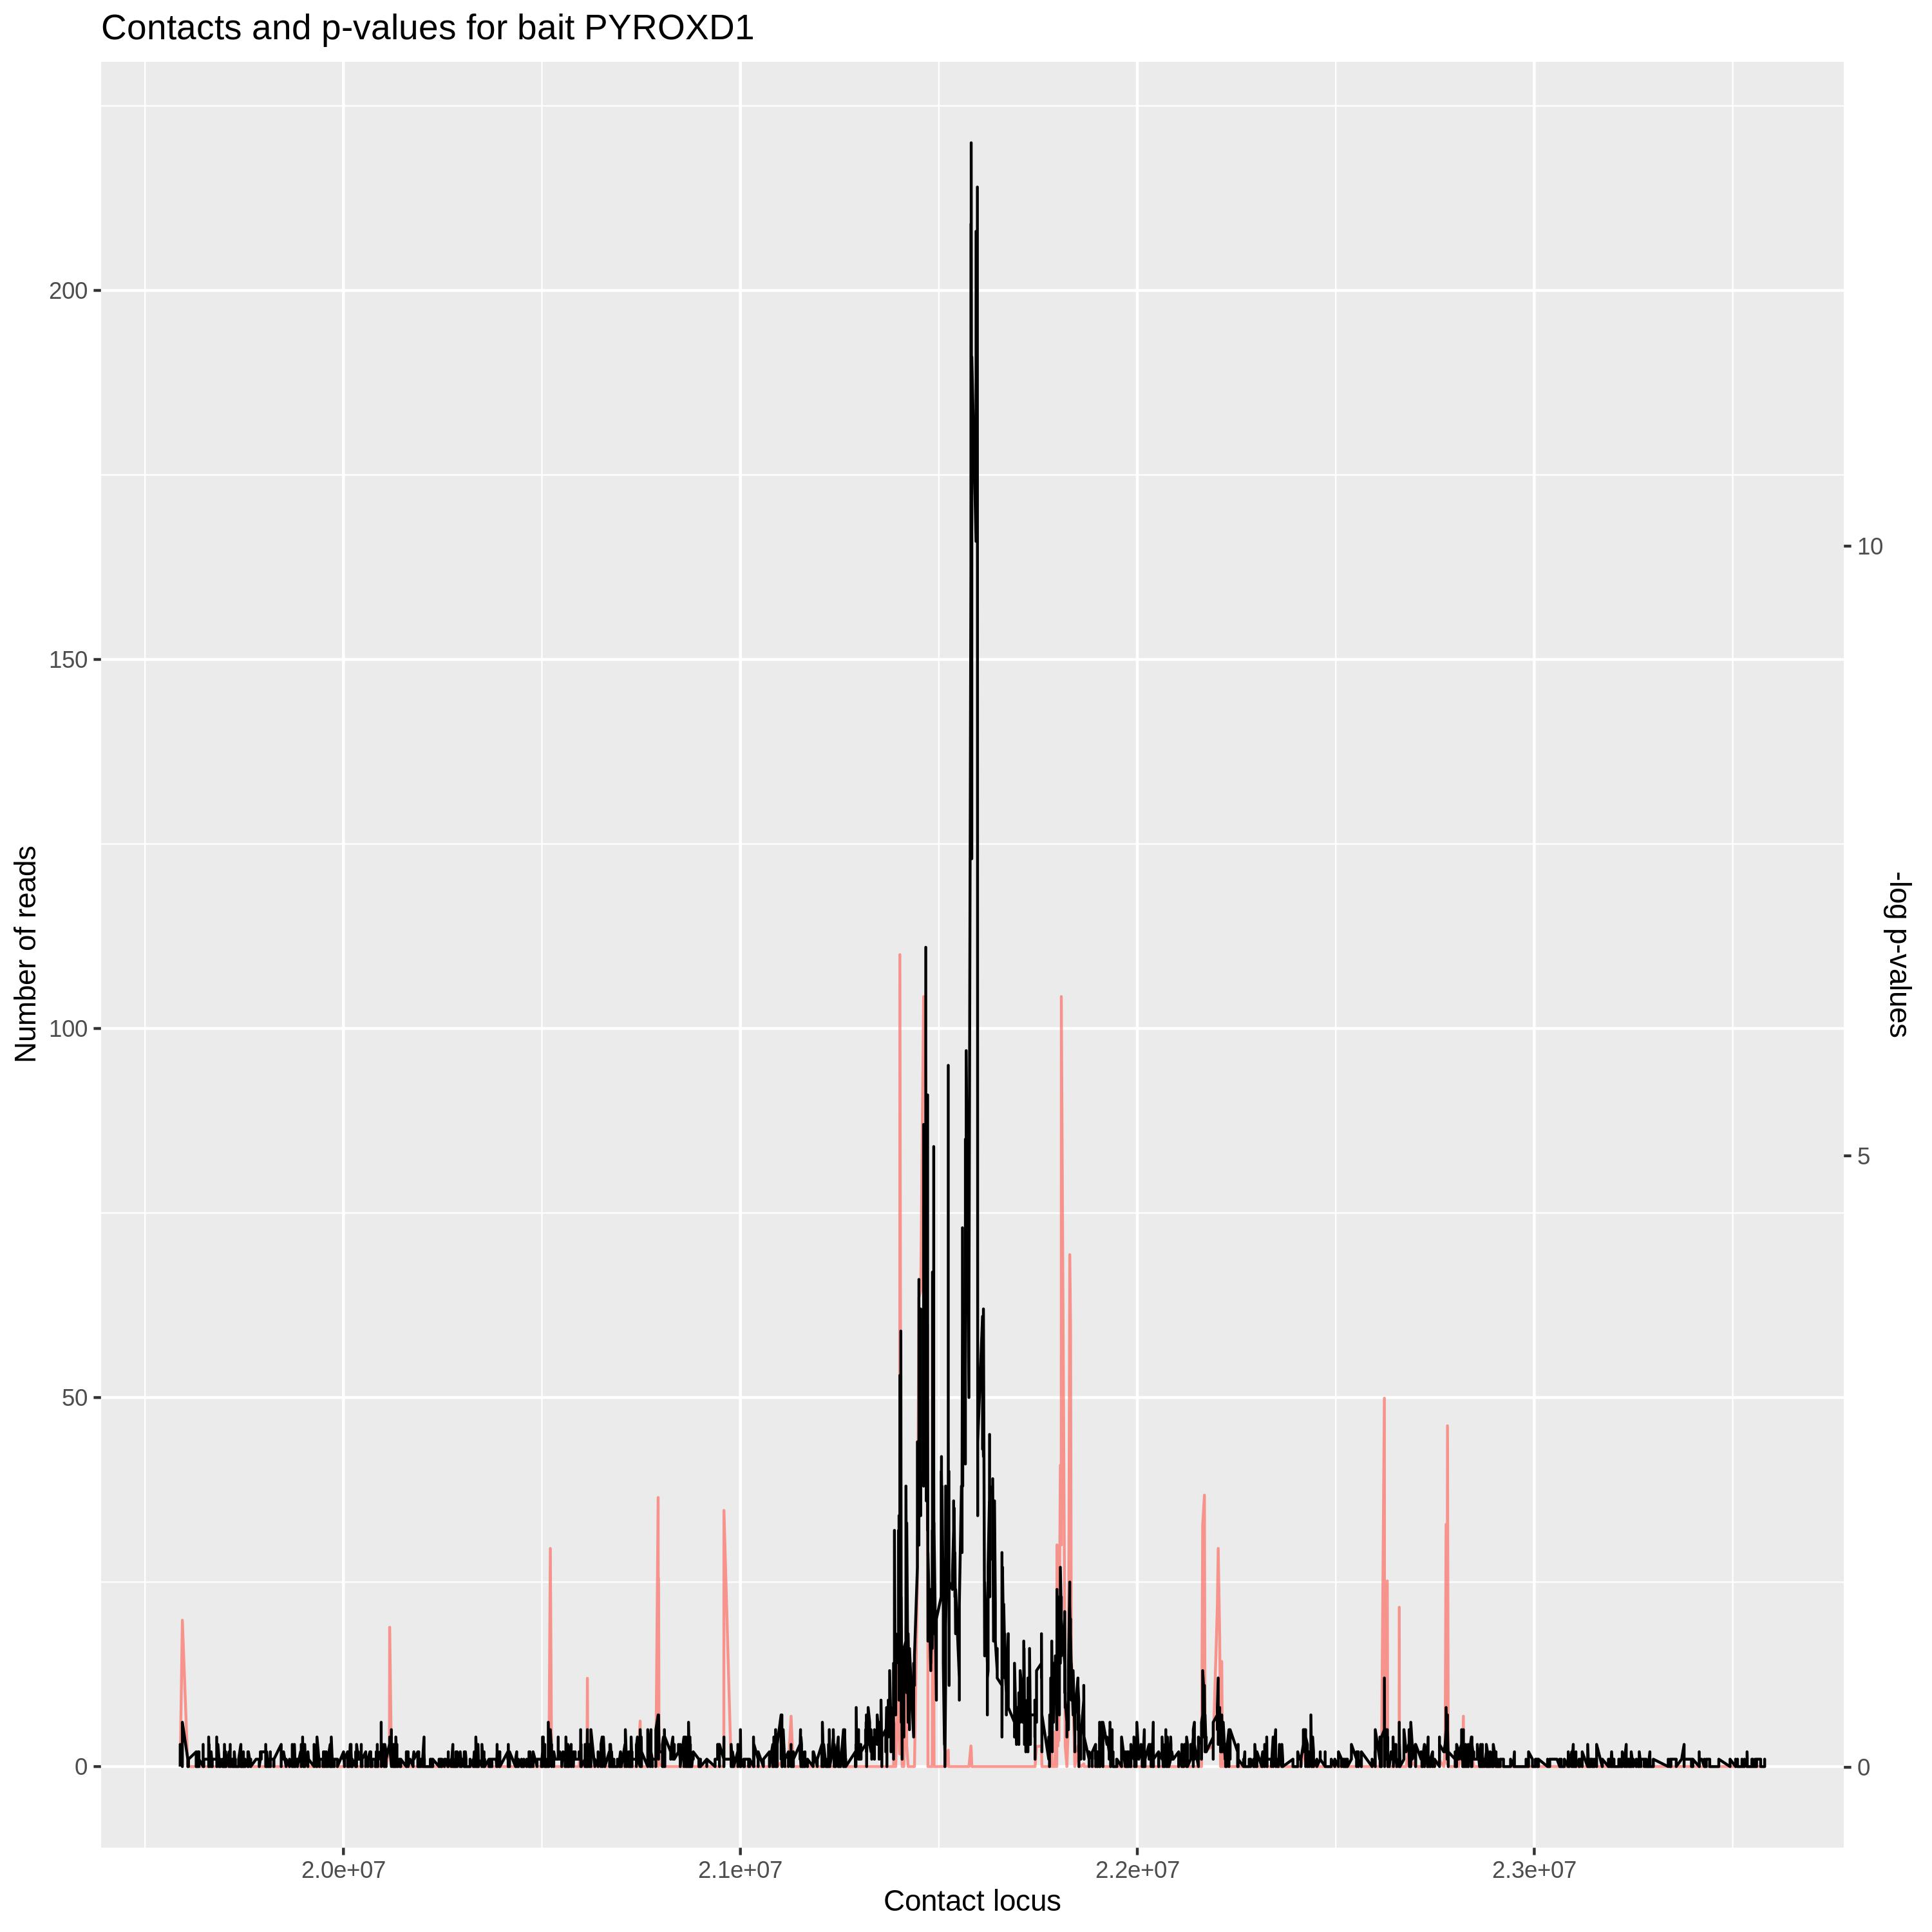 Contacts and p-values for bait PYROXD1
200
150
100
50
0
Number of reads
10
5
0
-log p-values
2.0e+07
2.1e+07
2.2e+07
2.3e+07
Contact locus